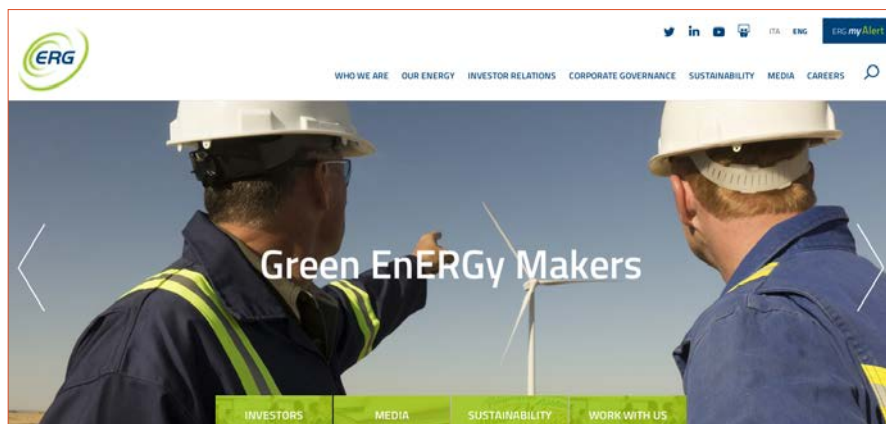 ITA ENG ERG myAlert
ERG
WHO WE ARE OUR ENERGY INVESTOR RELATIONS CORPORATE GOVERNANCE SUSTAINABILITY MEDIA CAREERS
Green EnERGy Makers
INVESTORS MEDIA SUSTAINABILITY WORK WITH US